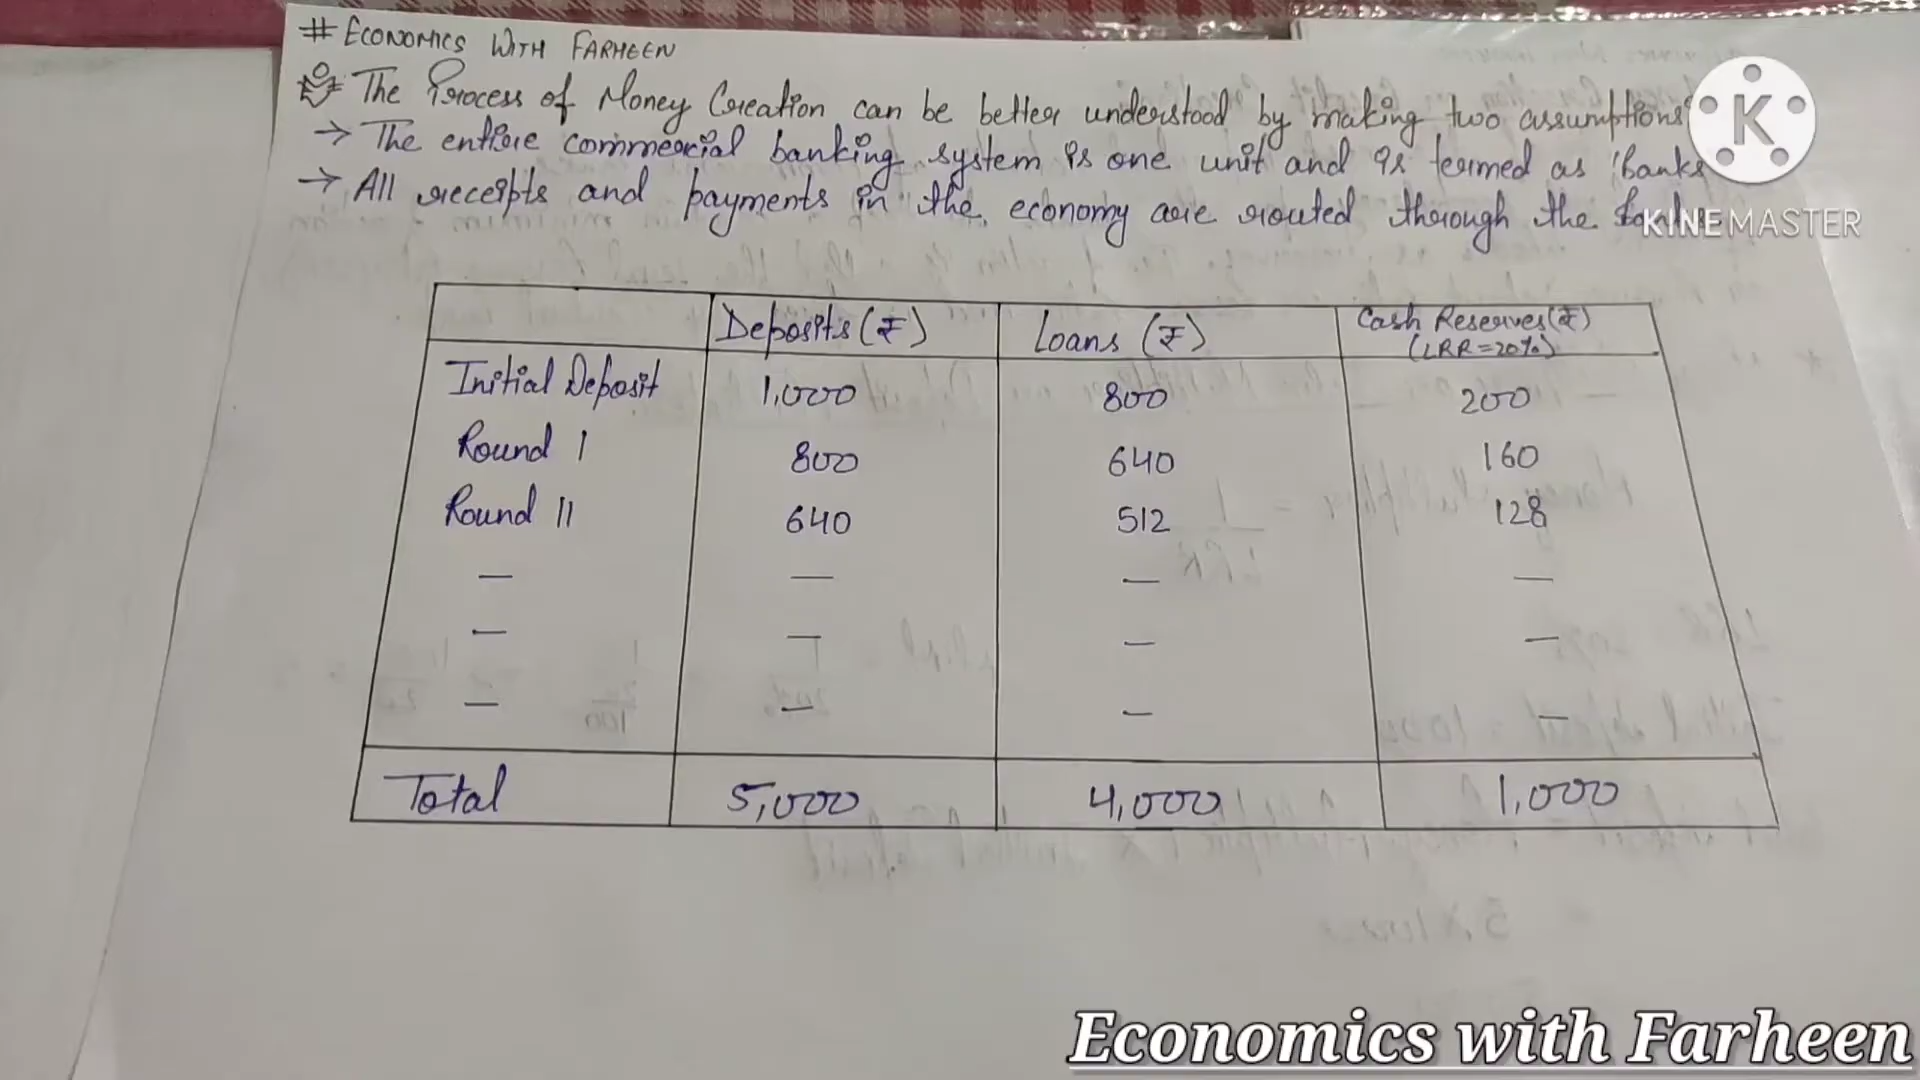 # ECONOMICS WITH FARHEEN
The Process of Money Creation can be better understood by making two assumptions
→ The entire commercial banking system is one unit and is termed as 'banks
→ All receipts and payments in the economy are routed through the
K
KINEMASTER
Deposits (₹) Loans (₹) Cash Reserves (₹)
(LRR = 20%)
Initial Deposit 1,000 800 200
Round I 800 640 160
Round II 640 512 128
— — — —
— — — —
— — — —
Total 5,000 4,000 1,000
Economics with Farheen